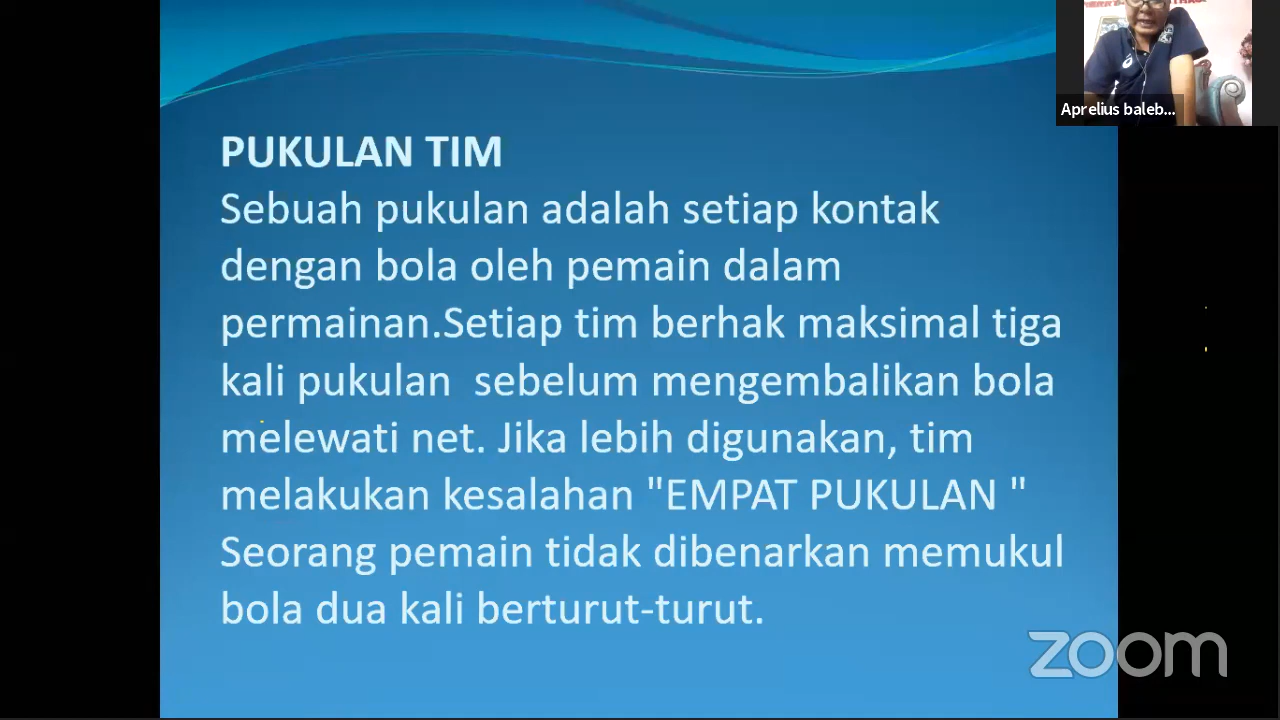 PUKULAN TIM
Sebuah pukulan adalah setiap kontak
dengan bola oleh pemain dalam
permainan.Setiap tim berhak maksimal tiga
kali pukulan  sebelum mengembalikan bola
melewati net. Jika lebih digunakan, tim
melakukan kesalahan "EMPAT PUKULAN "
Seorang pemain tidak dibenarkan memukul
bola dua kali berturut-turut.
Aprelius baleb...
zoom